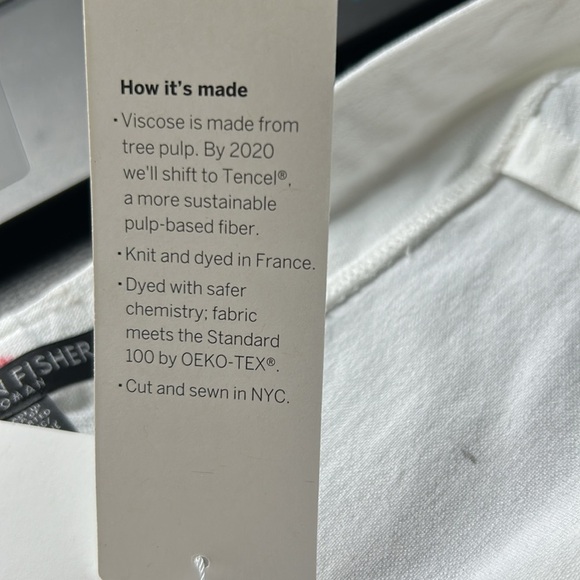 How it's made
• Viscose is made from
tree pulp. By 2020
we'll shift to Tencel®,
a more sustainable
pulp-based fiber.
• Knit and dyed in France.
• Dyed with safer
chemistry; fabric
meets the Standard
100 by OEKO-TEX®.
• Cut and sewn in NYC.
N FISHER
OMAN